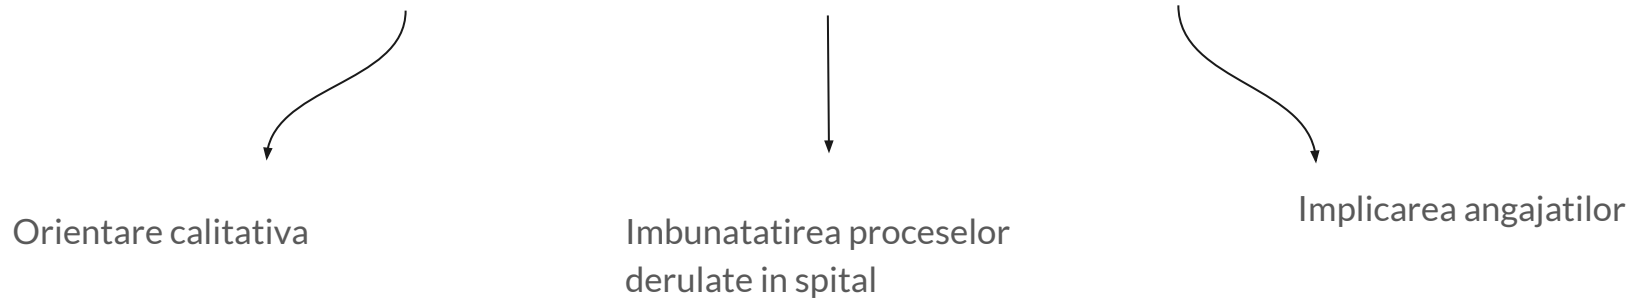 Orientare calitativa
Imbunatatirea proceselor
derulate in spital
Implicarea angajatilor